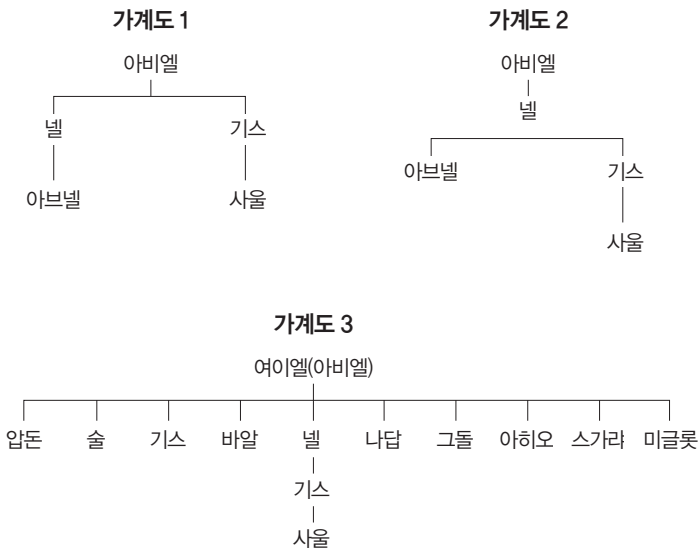 가계도 1
아비엘
넬 기스
아브넬 사울
가계도 2
아비엘
넬
아브넬 기스
사울
가계도 3
여이엘(아비엘)
압돈 술 기스 바알 넬 나답 그돌 아히오 스가랴 미글롯
기스
사울